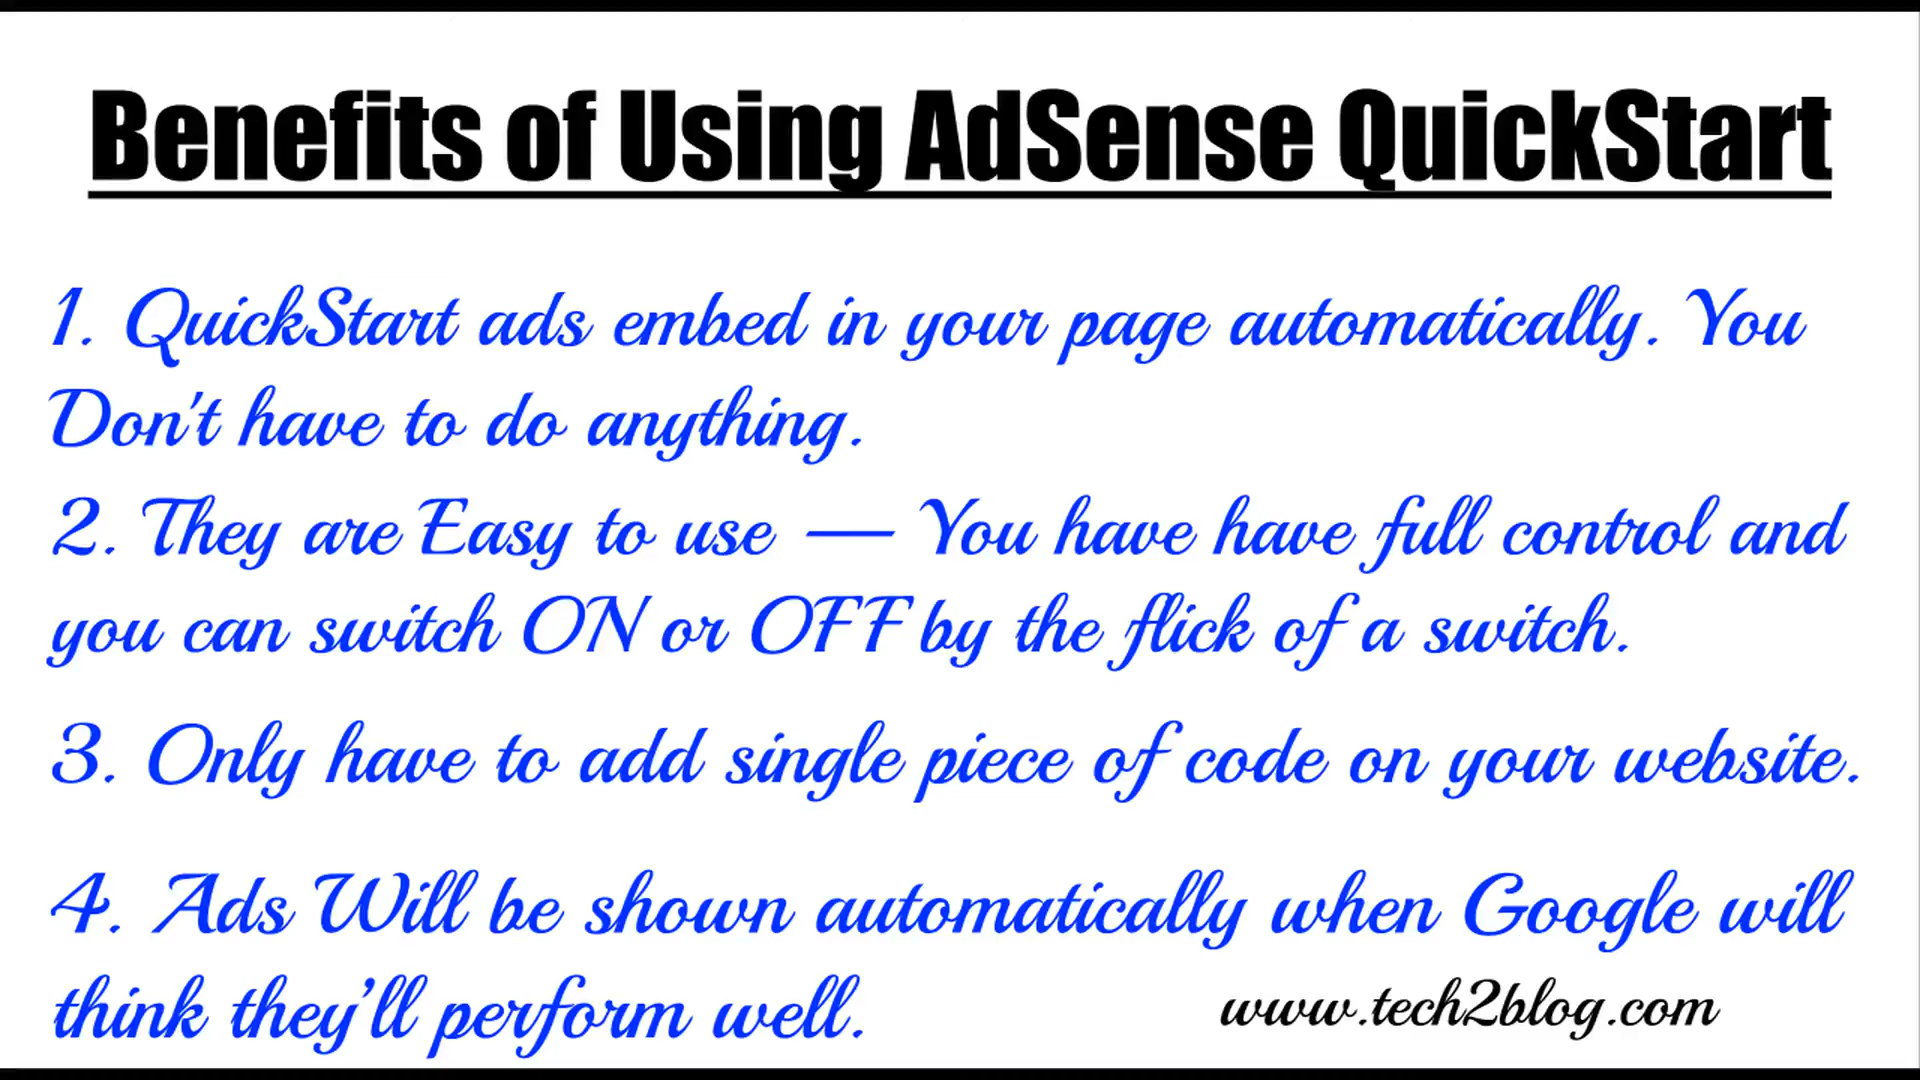 Benefits of Using AdSense QuickStart
1. QuickStart ads embed in your page automatically. You
Don't have to do anything.
2. They are Easy to use — You have have full control and
you can switch ON or OFF by the flick of a switch.
3. Only have to add single piece of code on your website.
4. Ads Will be shown automatically when Google will
think they’ll perform well.
www.tech2blog.com